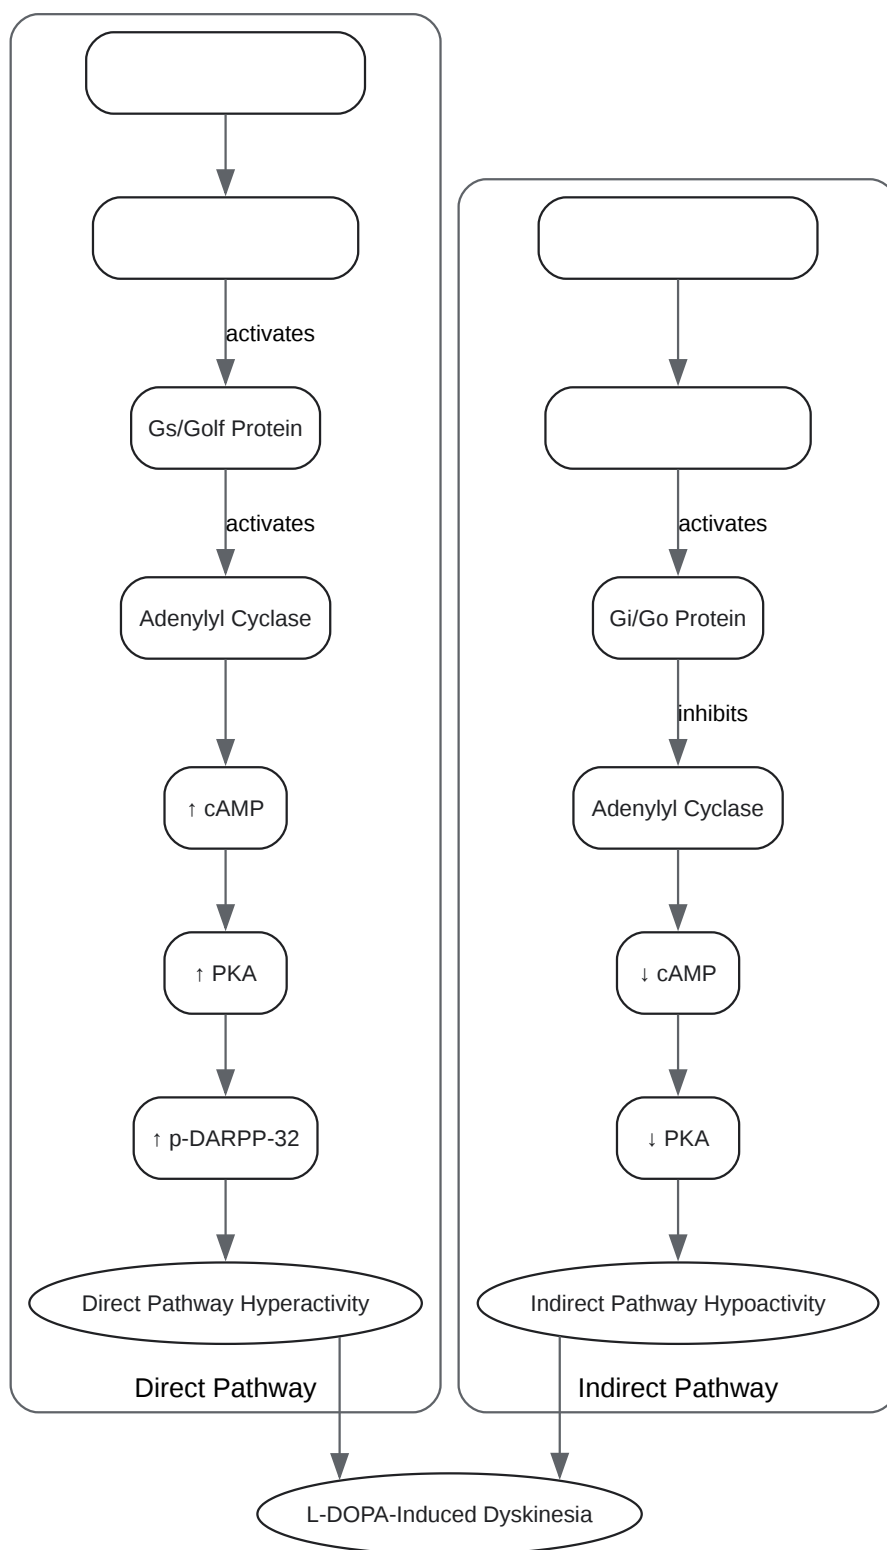 activates
Gs/Golf Protein
activates
Adenylyl Cyclase
↑ cAMP
↑ PKA
↑ p-DARPP-32
Direct Pathway Hyperactivity
Direct Pathway
activates
Gi/Go Protein
inhibits
Adenylyl Cyclase
↓ cAMP
↓ PKA
Indirect Pathway Hypoactivity
Indirect Pathway
L-DOPA-Induced Dyskinesia